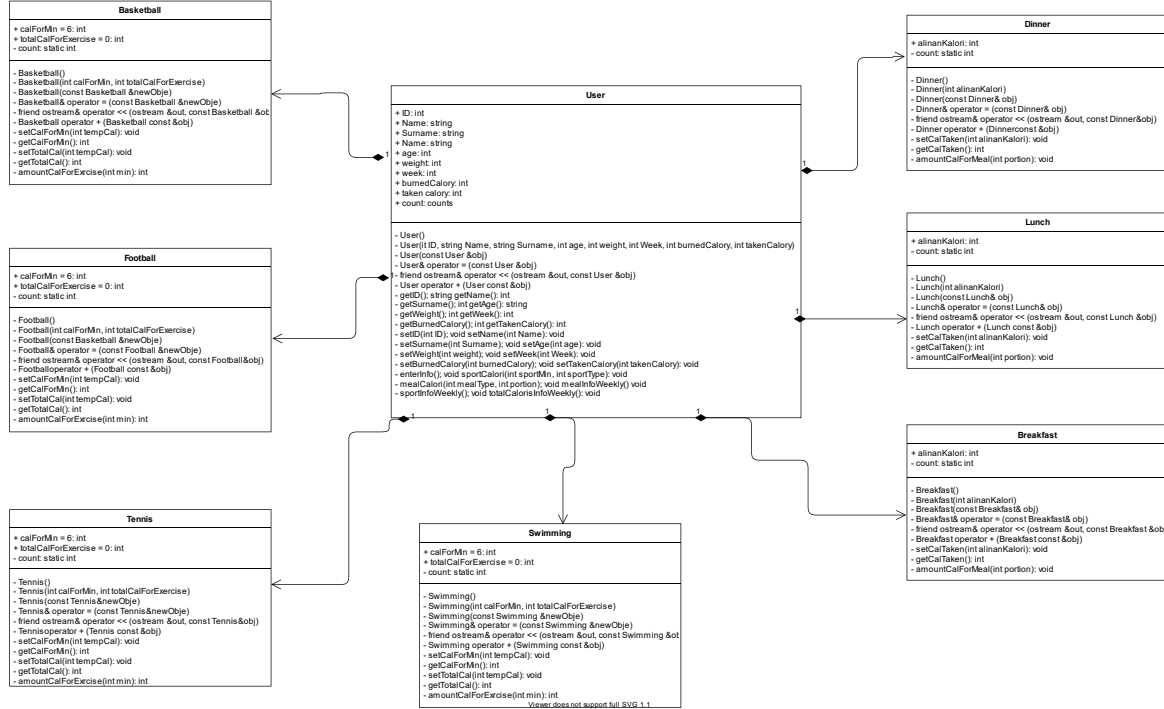 Basketball
+ calForMin = 6: int
+ totalCalForExercise = 0: int
- count: static int
- Basketball()
- Basketball(int calForMin, int totalCalForExercise)
- Basketball(const Basketball &newObje)
- Basketball& operator = (const Basketball &newObje)
- friend ostream& operator << (ostream &out, const Basketball &ob
- Basketball operator + (Basketball const &obj)
- setCalForMin(int tempCal): void
- getCalForMin(): int
- setTotalCal(int tempCal): void
- getTotalCal(): int
- amountCalForExrcise(int min): int
Football
+ calForMin = 6: int
+ totalCalForExercise = 0: int
- count: static int
- Football()
- Football(int calForMin, int totalCalForExercise)
- Football(const Basketball &newObje)
- Football& operator = (const Football &newObje)
- friend ostream& operator << (ostream &out, const Football&obj)
- Footballoperator + (Football const &obj)
- setCalForMin(int tempCal): void
- getCalForMin(): int
- setTotalCal(int tempCal): void
- getTotalCal(): int
- amountCalForExrcise(int min): int
Tennis
+ calForMin = 6: int
+ totalCalForExercise = 0: int
- count: static int
- Tennis()
- Tennis(int calForMin, int totalCalForExercise)
- Tennis(const Tennis&newObje)
- Tennis& operator = (const Tennis&newObje)
- friend ostream& operator << (ostream &out, const Tennis&obj)
- Tennisoperator + (Tennis const &obj)
- setCalForMin(int tempCal): void
- getCalForMin(): int
- setTotalCal(int tempCal): void
- getTotalCal(): int
- amountCalForExrcise(int min): int
User
+ ID: int
+ Name: string
+ Surname: string
+ Name: string
+ age: int
+ weight: int
+ week: int
+ burnedCalory: int
+ taken calory: int
+ count: counts
- User()
- User(it ID, string Name, string Surname, int age, int weight, int Week, int burnedCalory, int takenCalory)
- User(const User &obj)
- User& operator = (const User &obj)
- friend ostream& operator << (ostream &out, const User &obj)
- User operator + (User const &obj)
- getID(); string getName(): int
- getSurname(); int getAge(): string
- getWeight(); int getWeek(): int
- getBurnedCalory(); int getTakenCalory(): int
- setID(int ID); void setName(int Name): void
- setSurname(int Surname); void setAge(int age): void
- setWeight(int weight); void setWeek(int Week): void
- setBurnedCalory(int burnedCalory); void setTakenCalory(int takenCalory): void
- enterInfo(); void sportCalori(int sportMin, int sportType): void
- mealCalori(int mealType, int portion); void mealInfoWeekly() void
- sportInfoWeekly(); void totalCalorisInfoWeekly(): void
1
1
1
1
1
1
1
Swimming
+ calForMin = 6: int
+ totalCalForExercise = 0: int
- count: static int
- Swimming()
- Swimming(int calForMin, int totalCalForExercise)
- Swimming(const Swimming &newObje)
- Swimming& operator = (const Swimming &newObje)
- friend ostream& operator << (ostream &out, const Swimming &obt
- Swimming operator + (Swimming const &obj)
- setCalForMin(int tempCal): void
- getCalForMin(): int
- setTotalCal(int tempCal): void
- getTotalCal(): int
- amountCalForExrcise(int min): int
Viewer does not support full SVG 1.1
Dinner
+ alinanKalori: int
- count: static int
- Dinner()
- Dinner(int alinanKalori)
- Dinner(const Dinner& obj)
- Dinner& operator = (const Dinner& obj)
- friend ostream& operator << (ostream &out, const Dinner&obj)
- Dinner operator + (Dinnerconst &obj)
- setCalTaken(int alinanKalori): void
- getCalTaken(): int
- amountCalForMeal(int portion): void
Lunch
+ alinanKalori: int
- count: static int
- Lunch()
- Lunch(int alinanKalori)
- Lunch(const Lunch& obj)
- Lunch& operator = (const Lunch& obj)
- friend ostream& operator << (ostream &out, const Lunch &obj)
- Lunch operator + (Lunch const &obj)
- setCalTaken(int alinanKalori): void
- getCalTaken(): int
- amountCalForMeal(int portion): void
Breakfast
+ alinanKalori: int
- count: static int
- Breakfast()
- Breakfast(int alinanKalori)
- Breakfast(const Breakfast& obj)
- Breakfast& operator = (const Breakfast& obj)
- friend ostream& operator << (ostream &out, const Breakfast &obj
- Breakfast operator + (Breakfast const &obj)
- setCalTaken(int alinanKalori): void
- getCalTaken(): int
- amountCalForMeal(int portion): void